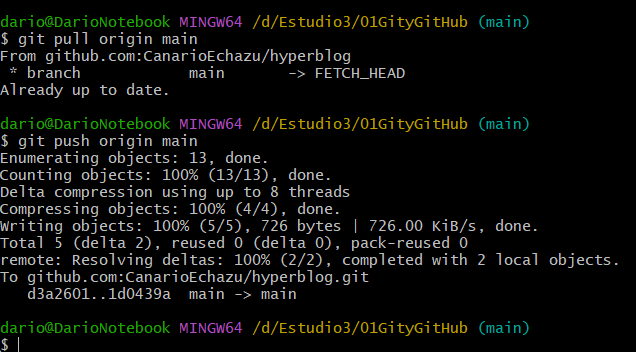 dario@DarioNotebook MINGW64 /d/Estudio3/01GityGitHub (main)
$ git pull origin main
From github.com:CanarioEchazu/hyperblog
 * branch            main       -> FETCH_HEAD
Already up to date.

dario@DarioNotebook MINGW64 /d/Estudio3/01GityGitHub (main)
$ git push origin main
Enumerating objects: 13, done.
Counting objects: 100% (13/13), done.
Delta compression using up to 8 threads
Compressing objects: 100% (4/4), done.
Writing objects: 100% (5/5), 726 bytes | 726.00 KiB/s, done.
Total 5 (delta 2), reused 0 (delta 0), pack-reused 0
remote: Resolving deltas: 100% (2/2), completed with 2 local objects.
To github.com:CanarioEchazu/hyperblog.git
   d3a2601..1d0439a  main -> main

dario@DarioNotebook MINGW64 /d/Estudio3/01GityGitHub (main)
$